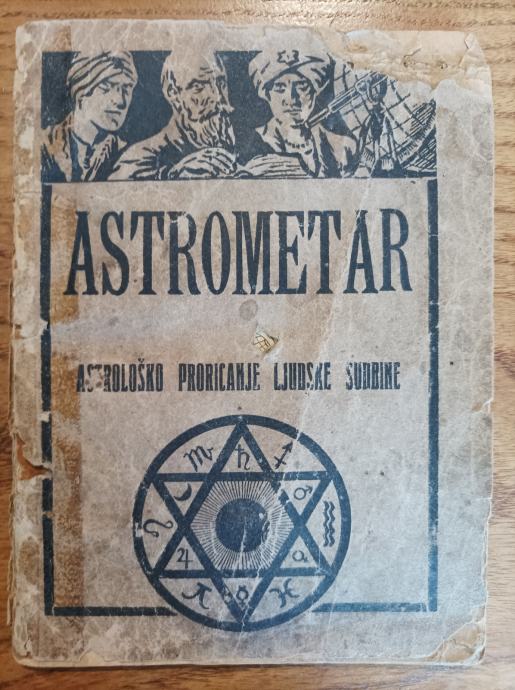 ASTROMETAR
ASTROLOŠKO PRORICANJE LJUDSKE SUDBINE